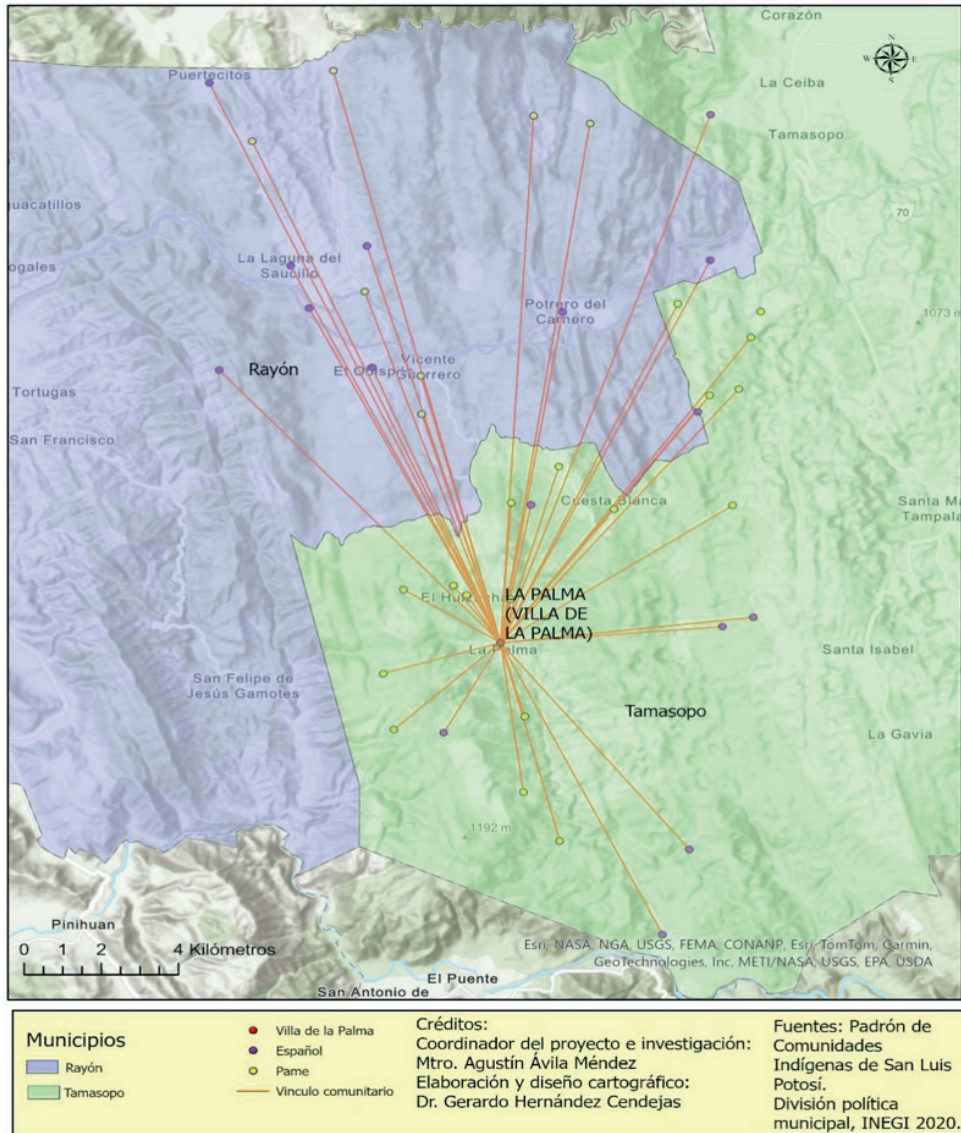 Corazón
Puertecitos
La Ceiba
N
W E
S
Tamasopo
uacatillos
70
La Laguna del
Saucillo
ogales
Potrero del
Carnero
1073 m
Vicente
Guerrero
Rayón
El Obispo
Tortugas
San Francisco
Cuesta Blanca
Santa Ma
Tampala
LA PALMA
(VILLA DE
LA PALMA)
La Palma
Santa Isabel
San Felipe de
Jesús Gamotes
Tamasopo
La Gavia
1192 m
Pinihuan
0 1 2 4 Kilómetros
El Puente
San Antonio de
Esri, NASA, NGA, USGS, FEMA, CONANP, Esri, TomTom, Garmin,
GeoTechnologies, Inc, METI/NASA, USGS, EPA, USDA
Municipios
Rayón
Tamasopo
Villa de la Palma
Español
Pame
Vinculo comunitario
Créditos:
Coordinador del proyecto e investigación:
Mtro. Agustín Ávila Méndez
Elaboración y diseño cartográfico:
Dr. Gerardo Hernández Cendejas
Fuentes: Padrón de
Comunidades
Indígenas de San Luis
Potosí.
División política
municipal, INEGI 2020.